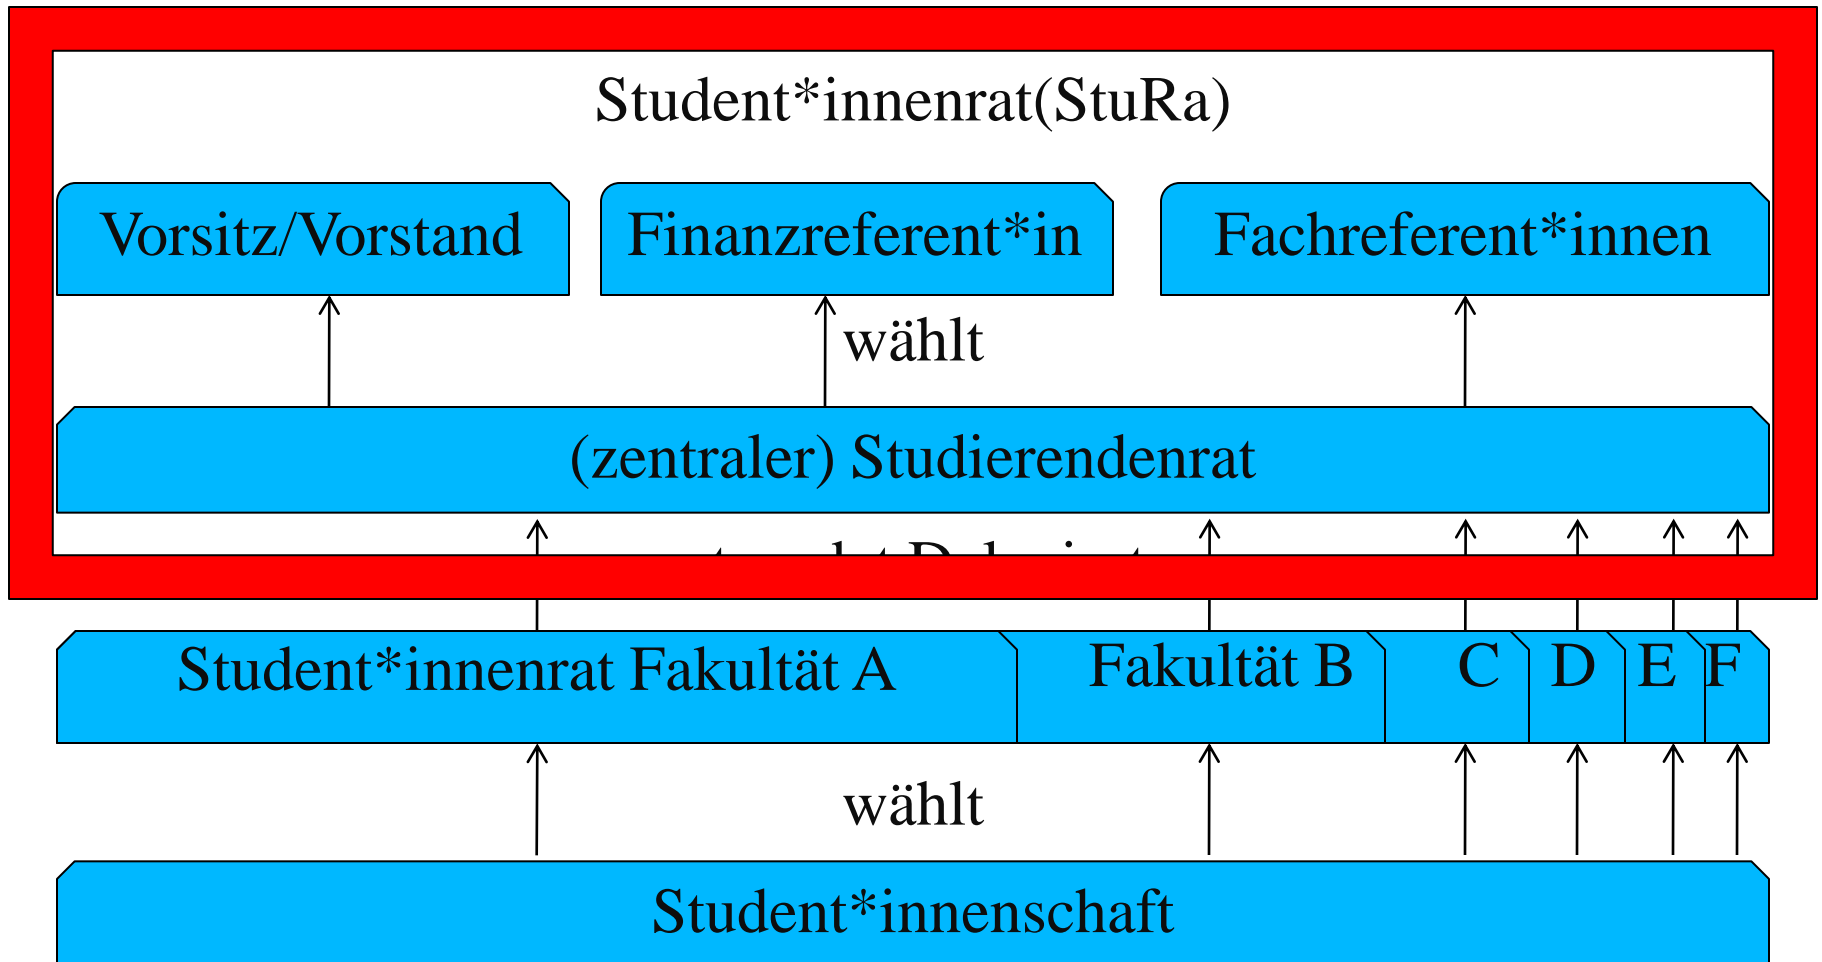 Student*innenrat(StuRa)
Vorsitz/Vorstand Finanzreferent*in Fachreferent*innen
wählt
(zentraler) Studierendenrat
Student*innenrat Fakultät A Fakultät B C D E F
wählt
Student*innenschaft